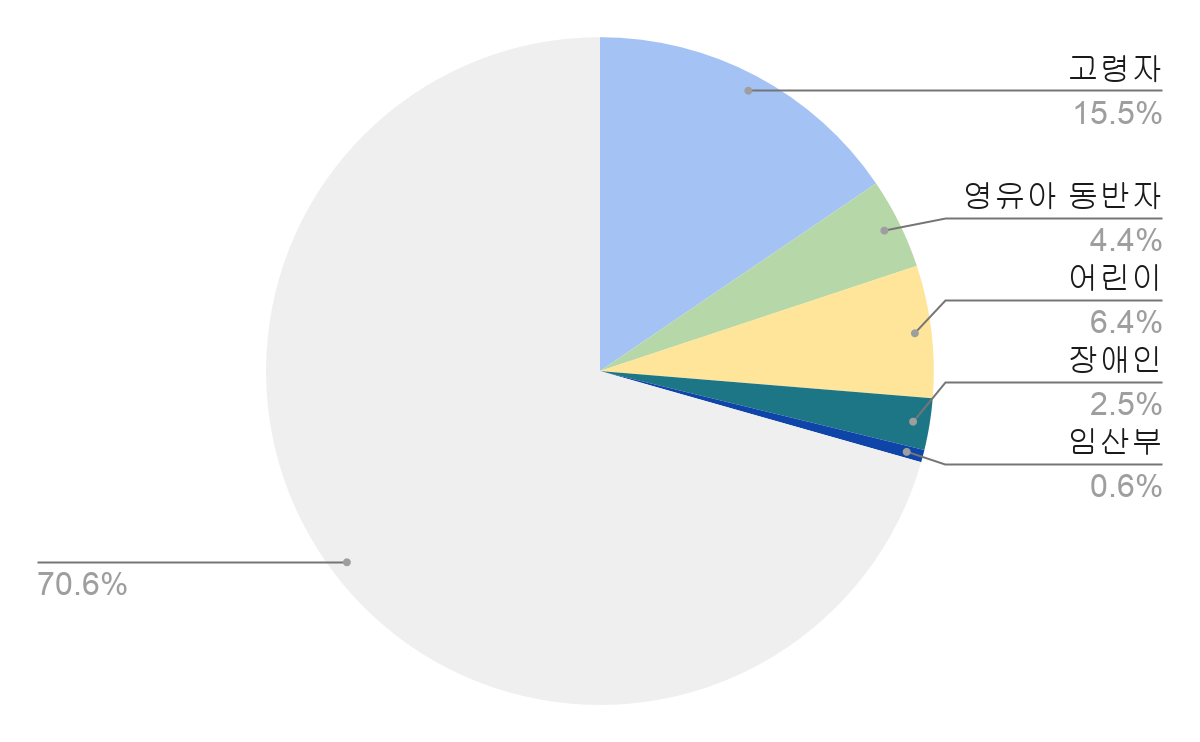 고령자
15.5%
영유아 동반자
4.4%
어린이
6.4%
장애인
2.5%
임산부
0.6%
70.6%